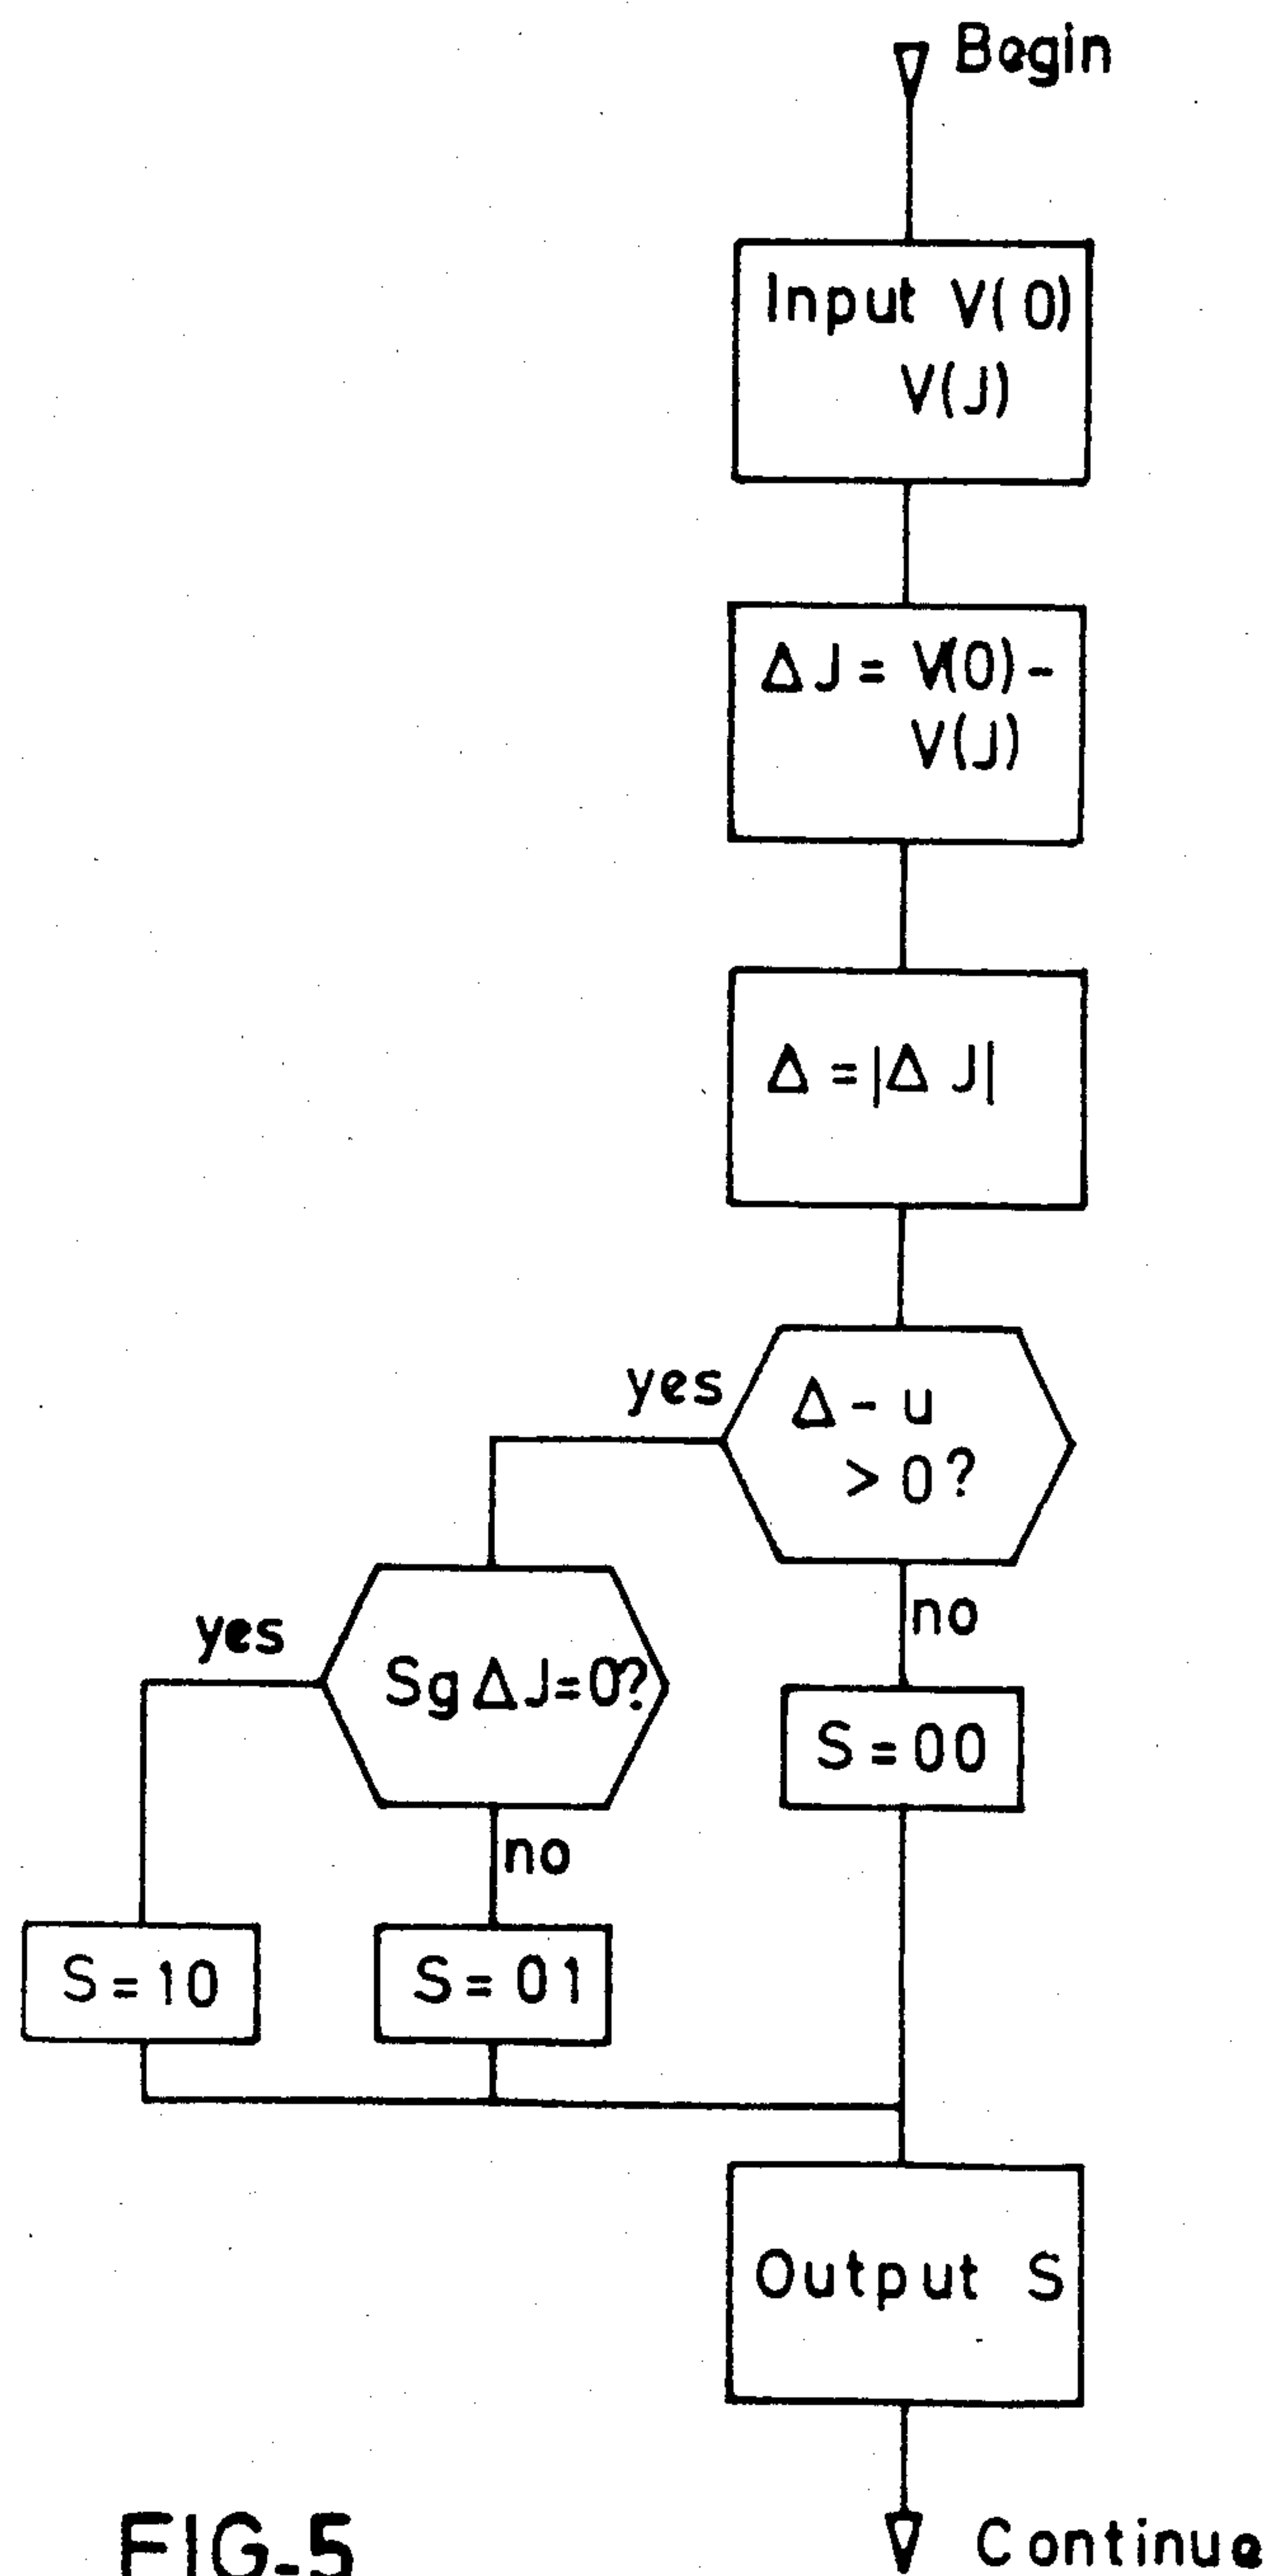 Begin
Input V(0)
V(J)
ΔJ = V(0) -
V(J)
Δ = |Δ J|
yes
Δ - u
> 0?
no
yes
Sg ΔJ=0?
S = 00
no
S = 10
S = 01
Output S
Continue
FIG-5